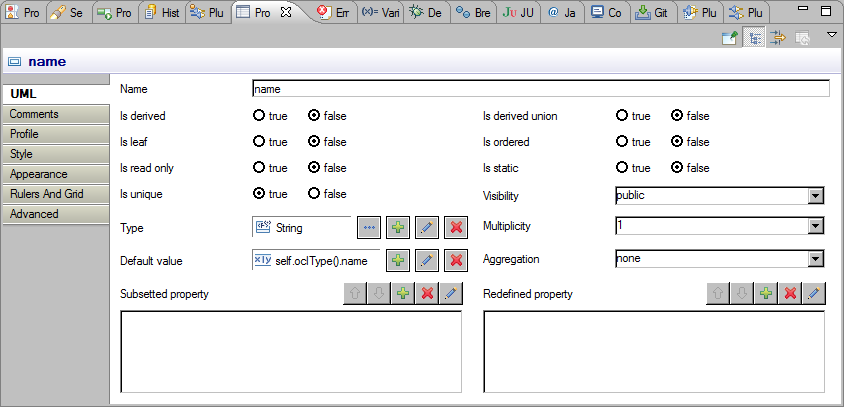 Pro Se Pro Hist Plu Pro Err (x)= Vari De Bre JU JU @ Ja Co Git Plu Plu
name
UML
Comments
Profile
Style
Appearance
Rulers And Grid
Advanced
Name name
Is derived true false Is derived union true false
Is leaf true false Is ordered true false
Is read only true false Is static true false
Is unique true false Visibility public
Type String Multiplicity 1
Default value x|y self.oclType().name Aggregation none
Subsetted property Redefined property